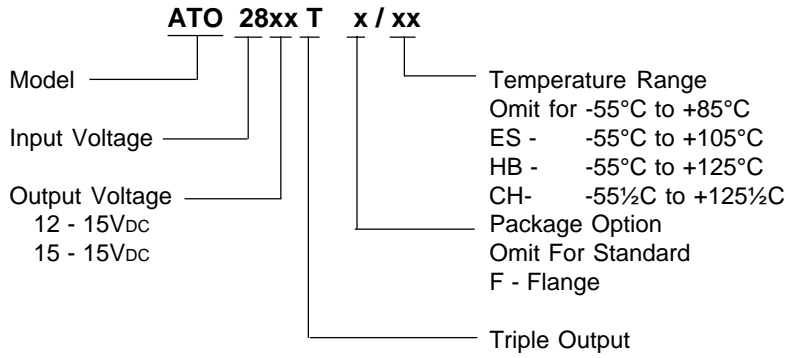 ATO 28xx T x / xx
Model
Input Voltage
Output Voltage
12 - 15VDC
15 - 15VDC
Temperature Range
Omit for -55°C to +85°C
ES - -55°C to +105°C
HB - -55°C to +125°C
CH- -55½C to +125½C
Package Option
Omit For Standard
F - Flange
Triple Output